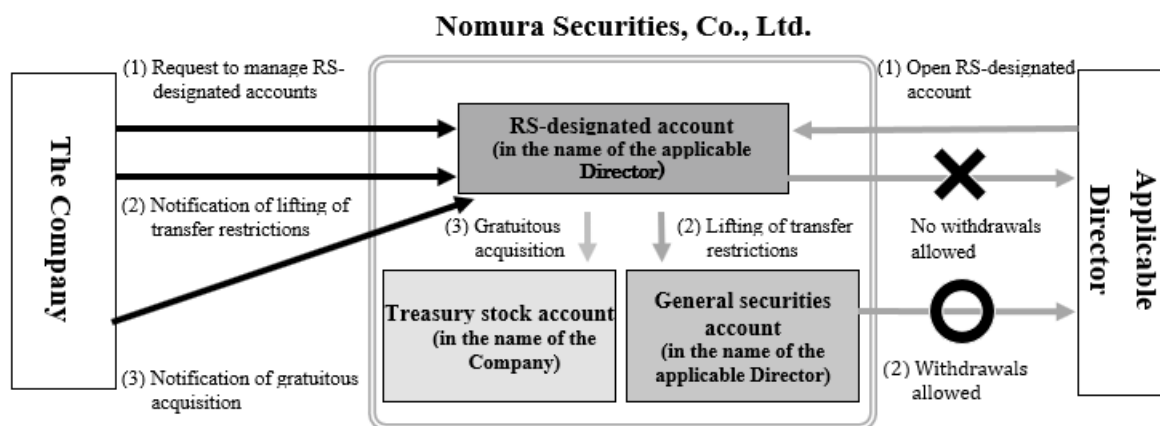 Nomura Securities, Co., Ltd.
(1) Request to manage RS-
designated accounts
(1) Open RS-designated
account
The Company
RS-designated account
(in the name of the applicable
Director)
Applicable
Director
(2) Notification of lifting of
transfer restrictions
(3) Gratuitous
acquisition
(2) Lifting of transfer
restrictions
No withdrawals
allowed
Treasury stock account
(in the name of the
Company)
General securities
account
(in the name of the
applicable Director)
(3) Notification of gratuitous
acquisition
(2) Withdrawals
allowed